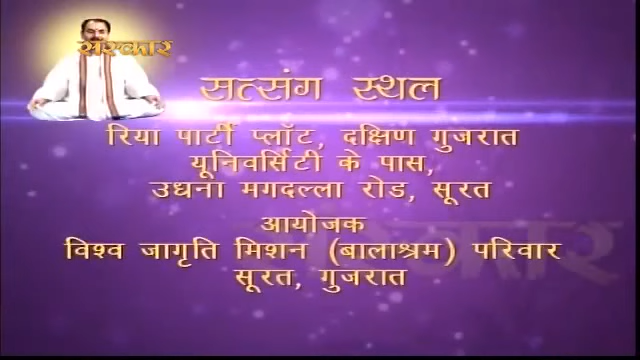 संस्कार
सत्संग स्थल
रिया पार्टी प्लॉट, दक्षिण गुजरात
यूनिवर्सिटी के पास,
उधना मगदल्ला रोड, सूरत
आयोजक
विश्व जागृति मिशन (बालाश्रम) परिवार
सूरत, गुजरात